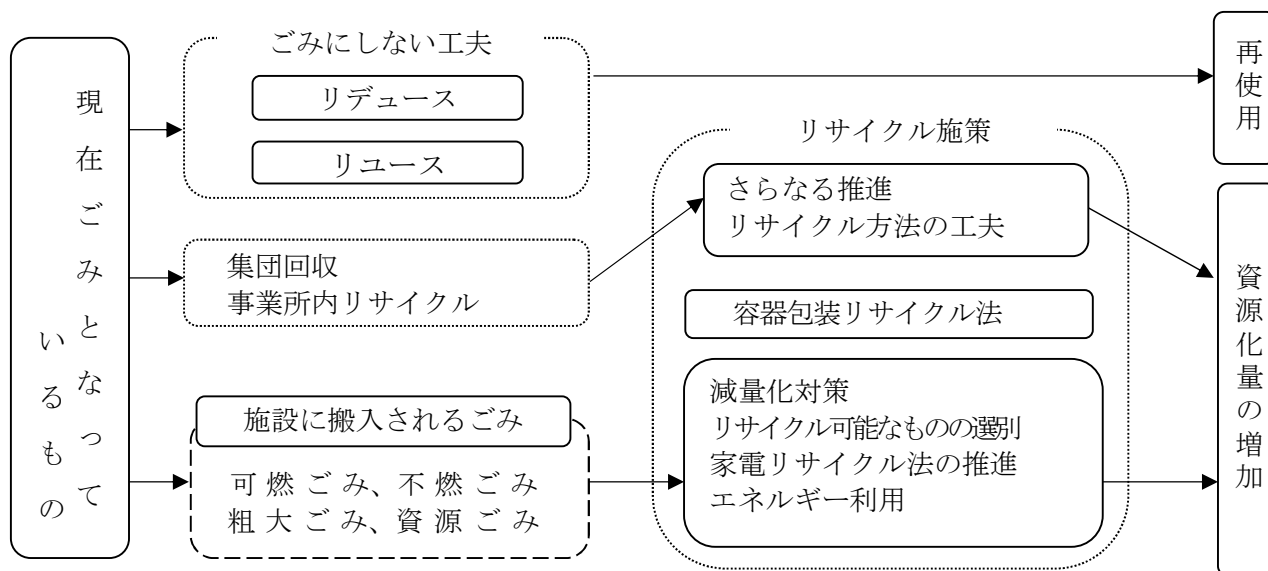 現在ごみとなって
いるもの
ごみにしない工夫
リデュース
リユース
集団回収
事業所内リサイクル
施設に搬入されるごみ
可燃ごみ、不燃ごみ
粗大ごみ、資源ごみ
リサイクル施策
さらなる推進
リサイクル方法の工夫
容器包装リサイクル法
減量化対策
リサイクル可能なものの選別
家電リサイクル法の推進
エネルギー利用
再使用
資源化量の増加